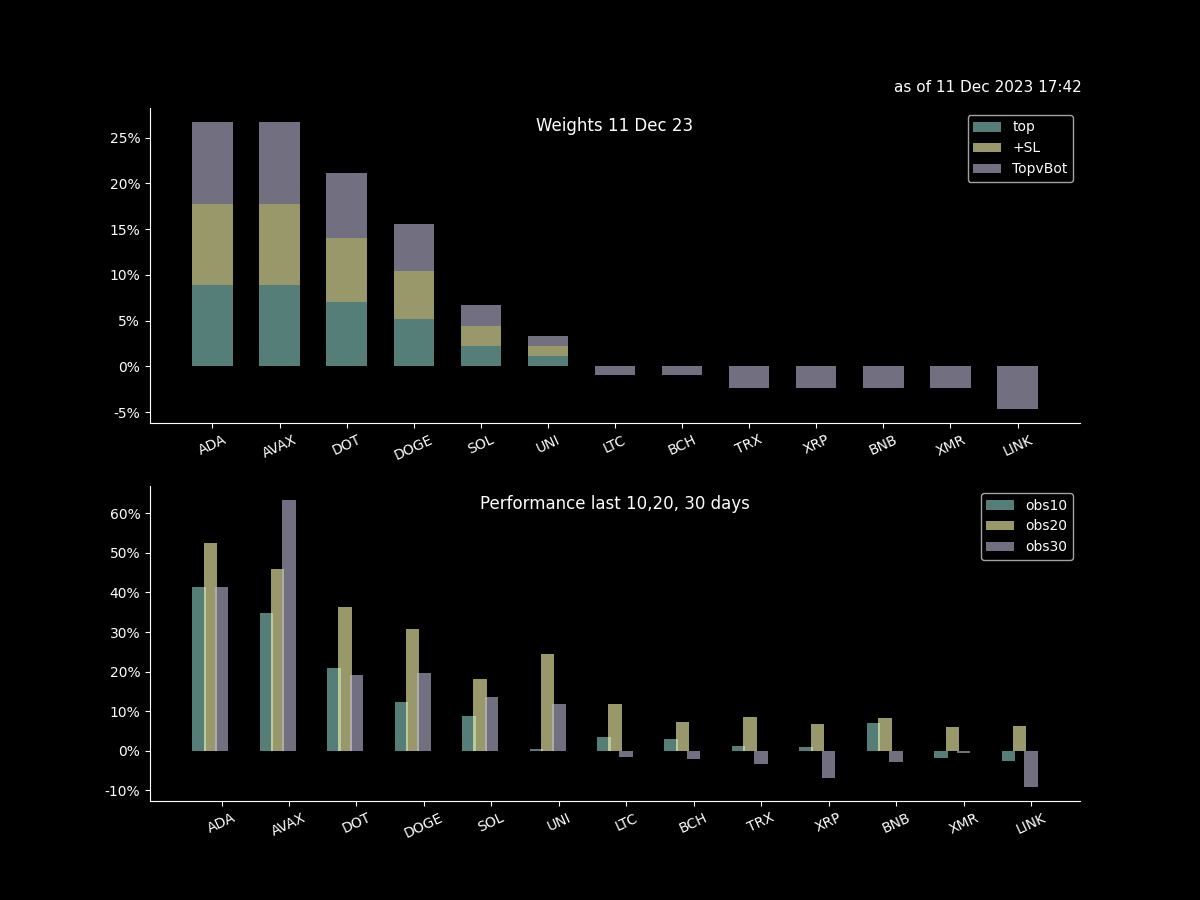 as of 11 Dec 2023 17:42
Weights 11 Dec 23
top
+SL
TopvBot
25%
20%
15%
10%
5%
0%
-5%
ADA AVAX DOT DOGE SOL UNI LTC BCH TRX XRP BNB XMR LINK
Performance last 10,20, 30 days
obs10
obs20
obs30
60%
50%
40%
30%
20%
10%
0%
-10%
ADA AVAX DOT DOGE SOL UNI LTC BCH TRX XRP BNB XMR LINK